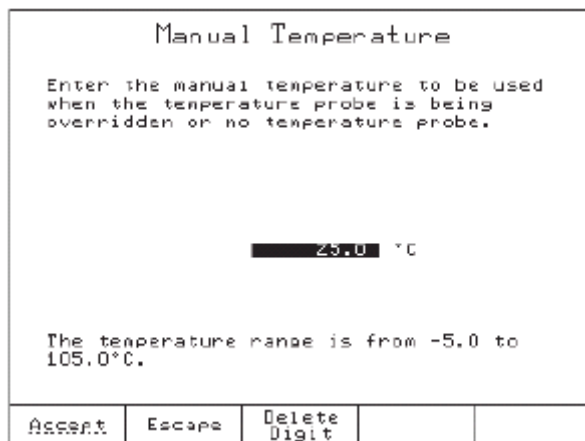 Manual Temperature
Enter the manual temperature to be used
when the temperature probe is being
overridden or no temperature probe.
25.0 °C
The temperature range is from -5.0 to
105.0°C.
Accept Escape Delete Digit